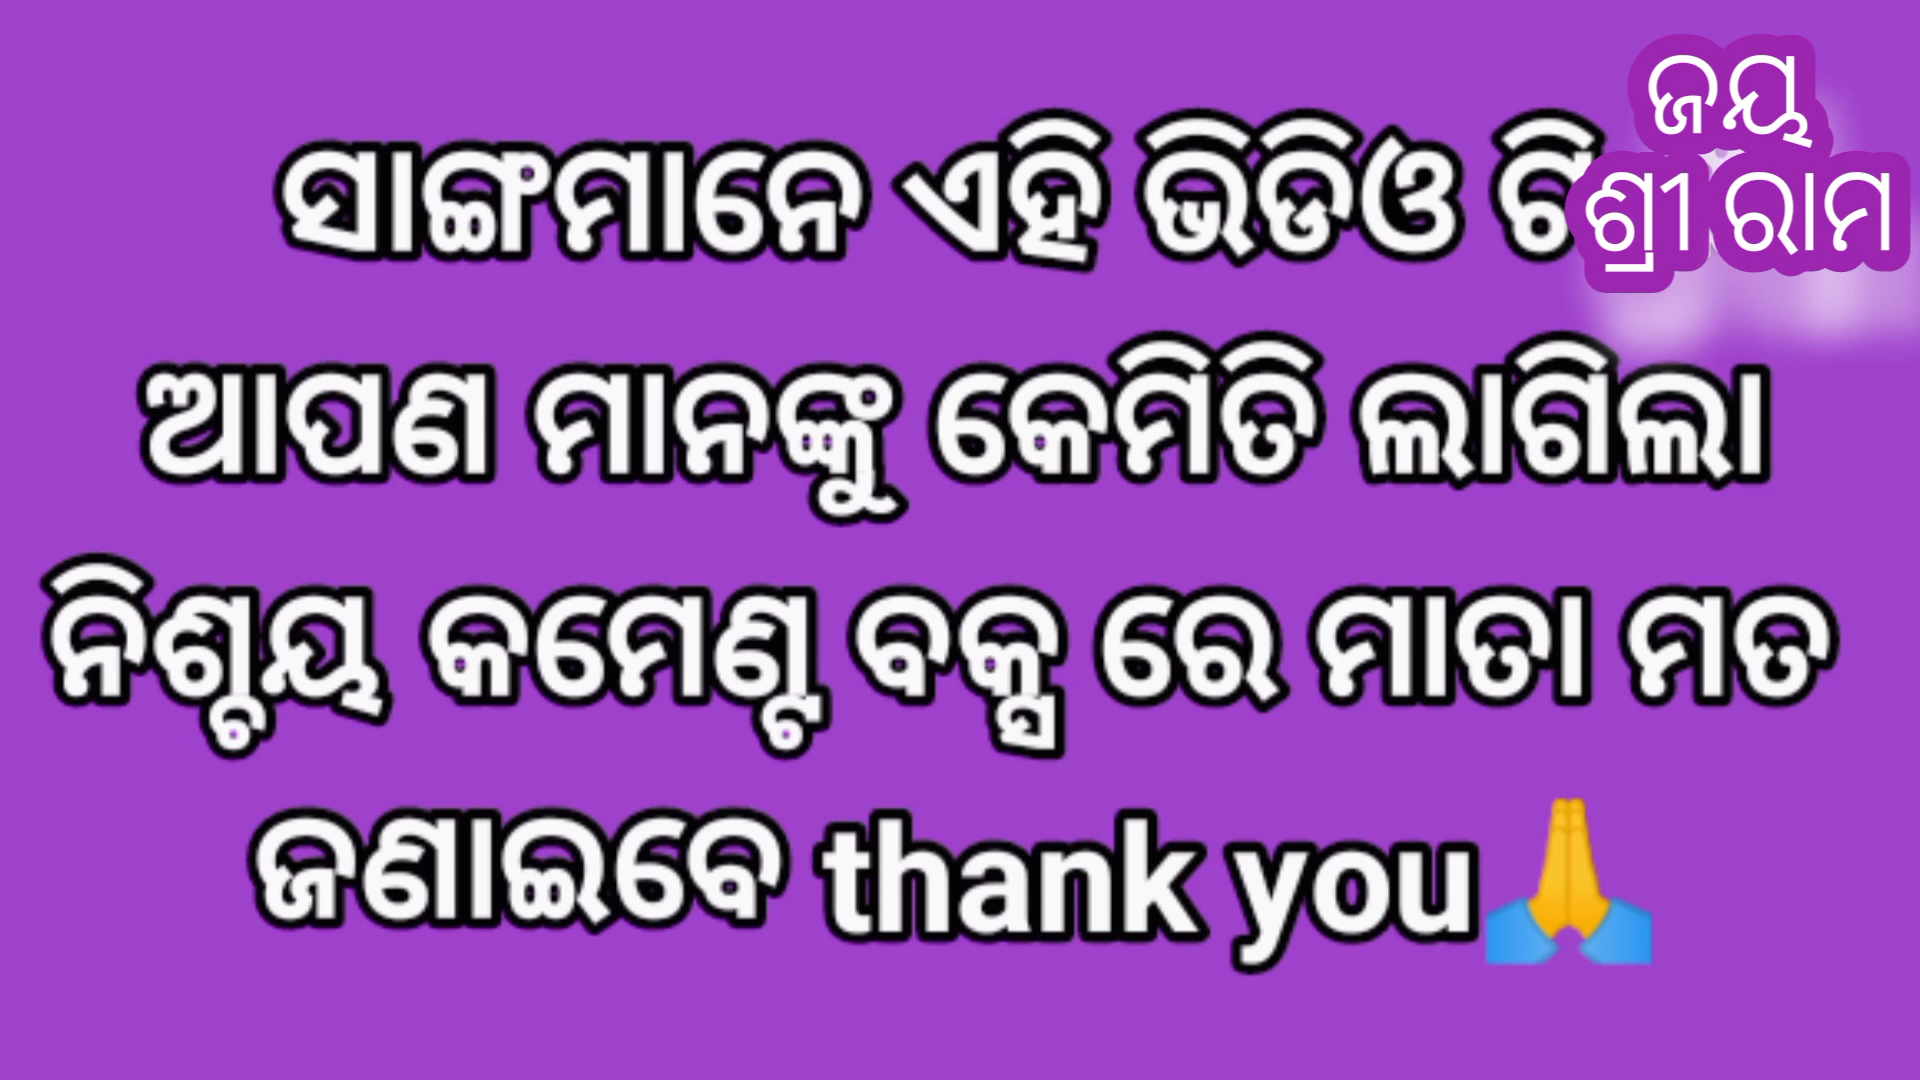 ଜୟ
ଶ୍ରୀ ରାମ
ସାଙ୍ଗମାନେ ଏହି ଭିଡିଓ ଟି
ଆପଣ ମାନଙ୍କୁ କେମିତି ଲାଗିଲା
ନିଶ୍ଚୟ କମେଣ୍ଟ ବକ୍ସ ରେ ମାତା ମତ
ଜଣାଇବେ thank you🙏